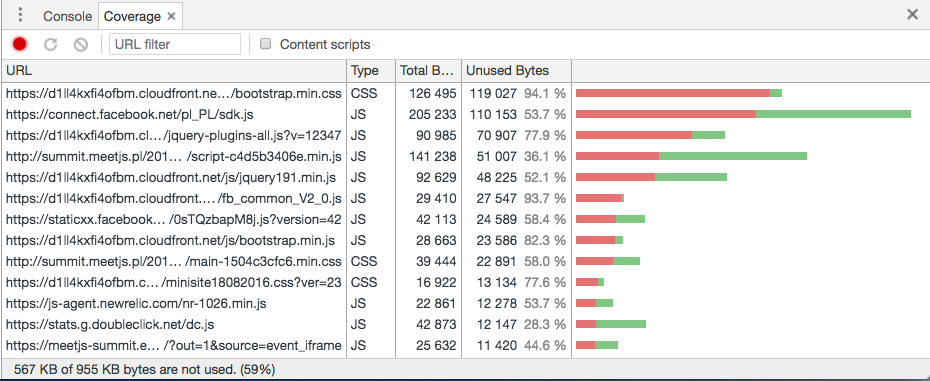 Console Coverage
URL filter Content scripts
URL Type Total B… Unused Bytes
https://d1ll4kxfi4ofbm.cloudfront.ne…/bootstrap.min.css CSS 126 495 119 027 94.1 %
https://connect.facebook.net/pl_PL/sdk.js JS 205 233 110 153 53.7 %
https://d1ll4kxfi4ofbm.cl… /jquery-plugins-all.js?v=12347 JS 90 985 70 907 77.9 %
http://summit.meetjs.pl/201… /script-c4d5b3406e.min.js JS 141 238 51 007 36.1 %
https://d1ll4kxfi4ofbm.cloudfront.net/js/jquery191.min.js JS 92 629 48 225 52.1 %
https://d1ll4kxfi4ofbm.cloudfront.… /fb_common_V2_0.js JS 29 410 27 547 93.7 %
https://staticxx.facebook… /0sTQzbapM8j.js?version=42 JS 42 113 24 589 58.4 %
https://d1ll4kxfi4ofbm.cloudfront.net/js/bootstrap.min.js JS 28 663 23 586 82.3 %
http://summit.meetjs.pl/201… /main-1504c3cfc6.min.css CSS 39 444 22 891 58.0 %
https://d1ll4kxfi4ofbm.c… /minisite18082016.css?ver=23 CSS 16 922 13 134 77.6 %
https://js-agent.newrelic.com/nr-1026.min.js JS 22 861 12 278 53.7 %
https://stats.g.doubleclick.net/dc.js JS 42 873 12 147 28.3 %
https://meetjs-summit.e… /?out=1&source=event_iframe JS 25 632 11 420 44.6 %
567 KB of 955 KB bytes are not used. (59%)